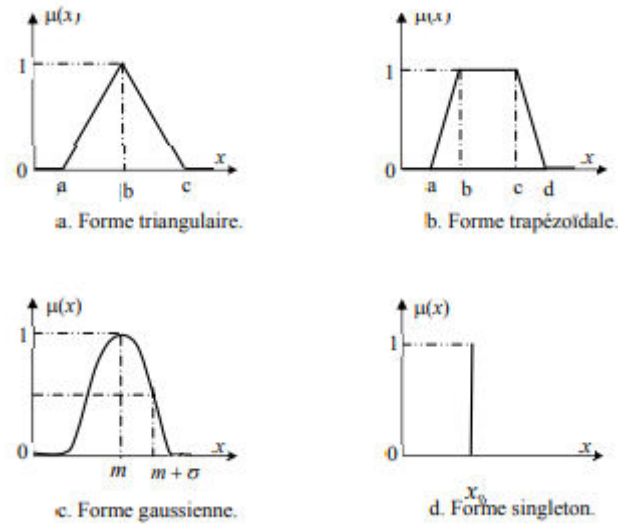 μ(x)
1
0
a
b
c
x
a. Forme triangulaire.
μ(x)
1
0
a
b
c
d
x
b. Forme trapézoïdale.
μ(x)
1
0
m
m + σ
x
c. Forme gaussienne.
μ(x)
1
0
x₀
x
d. Forme singleton.